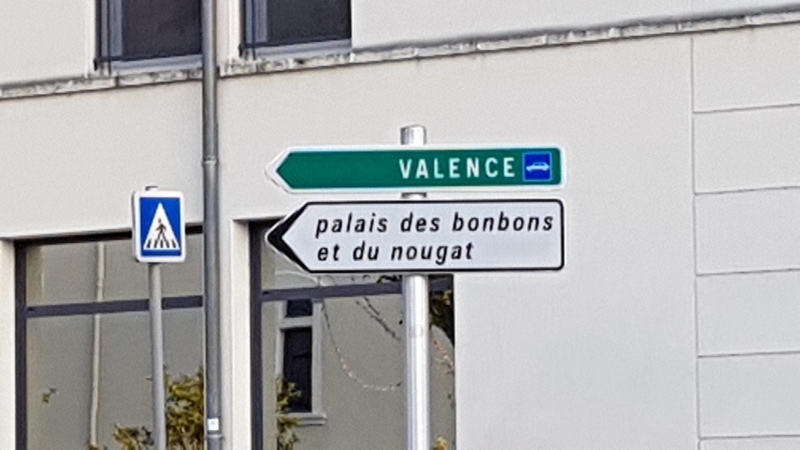 VALENCE
palais des bonbons
et du nougat